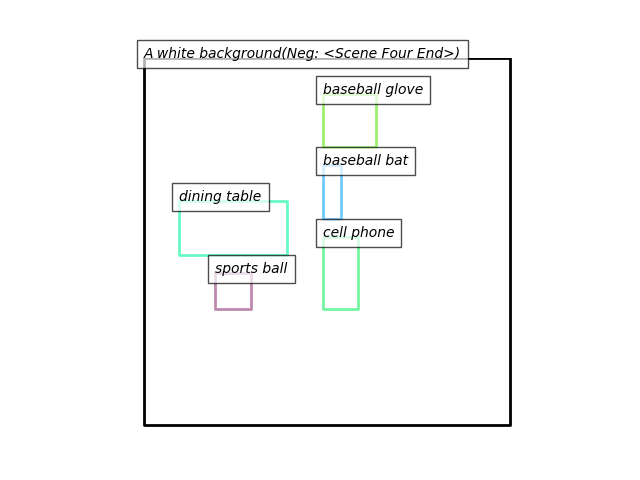 A white background(Neg: <Scene Four End>)
baseball glove
baseball bat
dining table
cell phone
sports ball